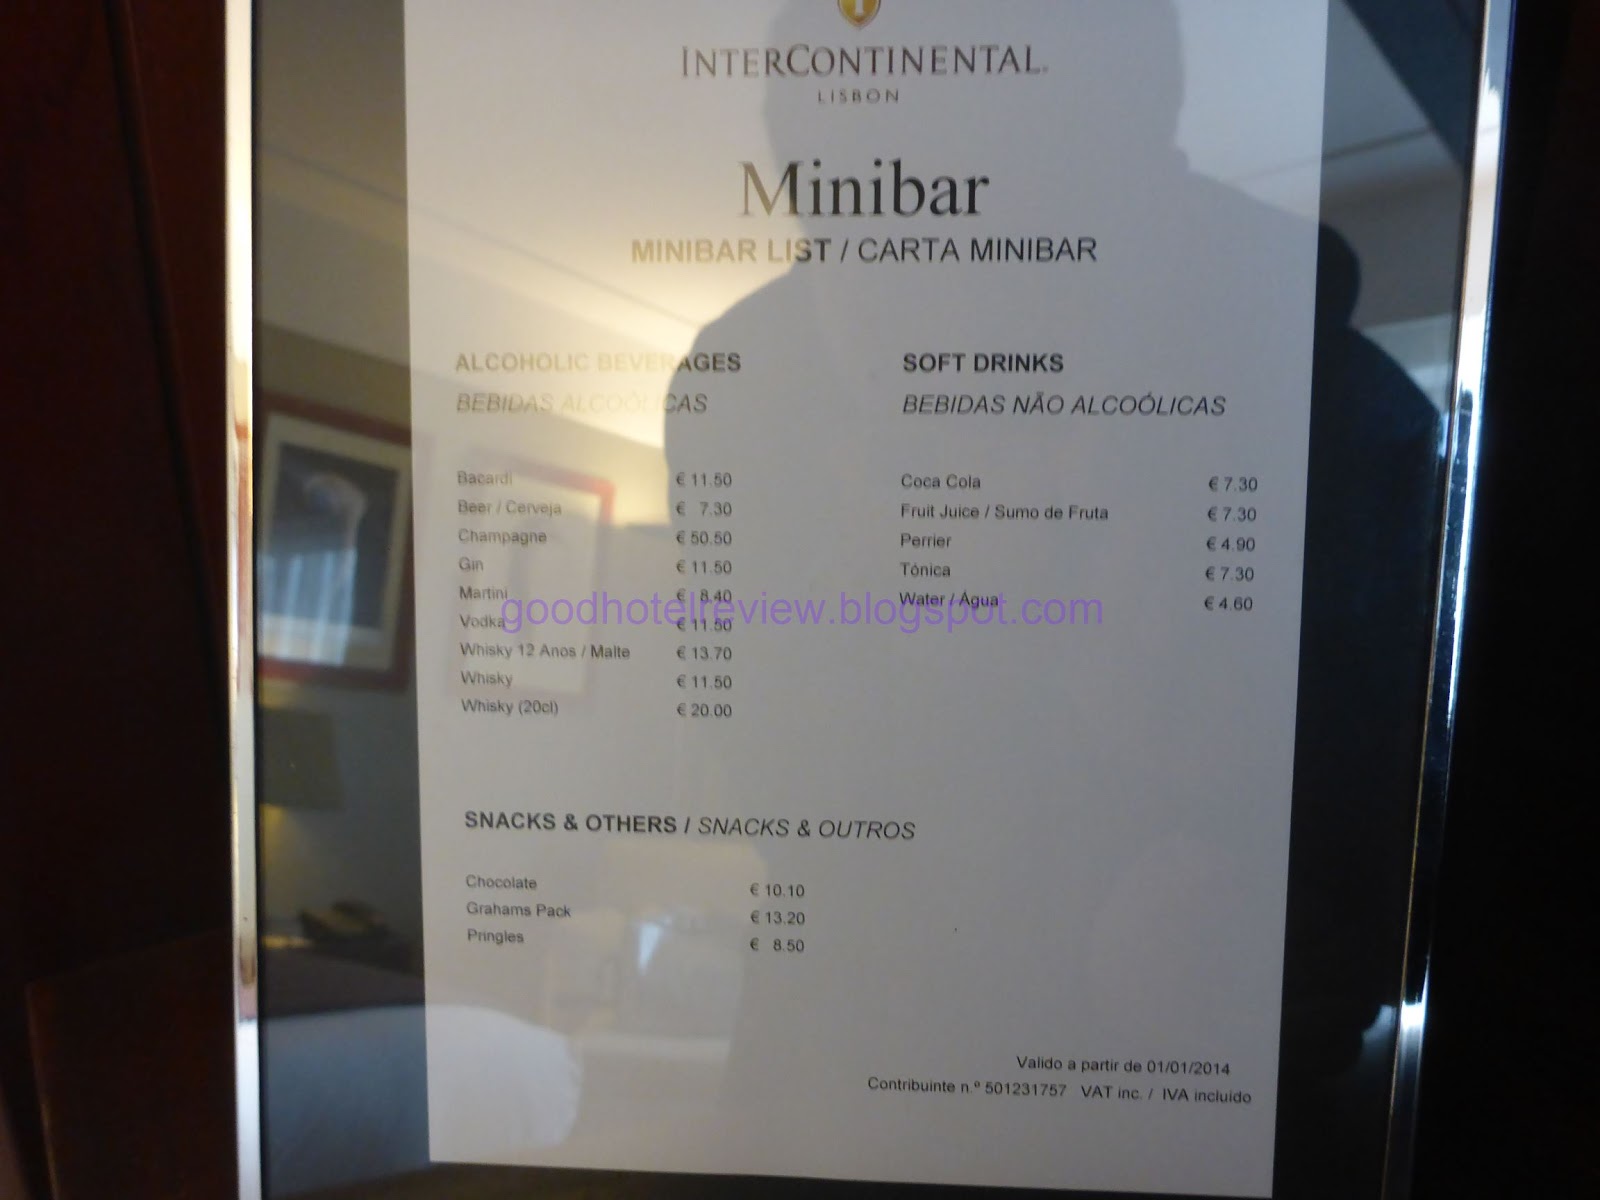 INTERCONTINENTAL
LISBON
Minibar
MINIBAR LIST / CARTA MINIBAR
ALCOHOLIC BEVERAGES
BEBIDAS ALCOÓLICAS
Bacardi € 11.50
Beer / Cerveja € 7.30
Champagne € 50.50
Gin € 11.50
Martini € 8.40
Vodka € 11.50
Whisky 12 Anos / Malte € 13.70
Whisky € 11.50
Whisky (20cl) € 20.00
SOFT DRINKS
BEBIDAS NÃO ALCOÓLICAS
Coca Cola € 7.30
Fruit Juice / Sumo de Fruta € 7.30
Perrier € 4.90
Tónica € 7.30
Water / Água € 4.60
goodhotelreview.blogspot.com
SNACKS & OTHERS / SNACKS & OUTROS
Chocolate € 10.10
Grahams Pack € 13.20
Pringles € 8.50
Valido a partir de 01/01/2014
Contribuinte n.º 501231757 VAT inc. / IVA incluido